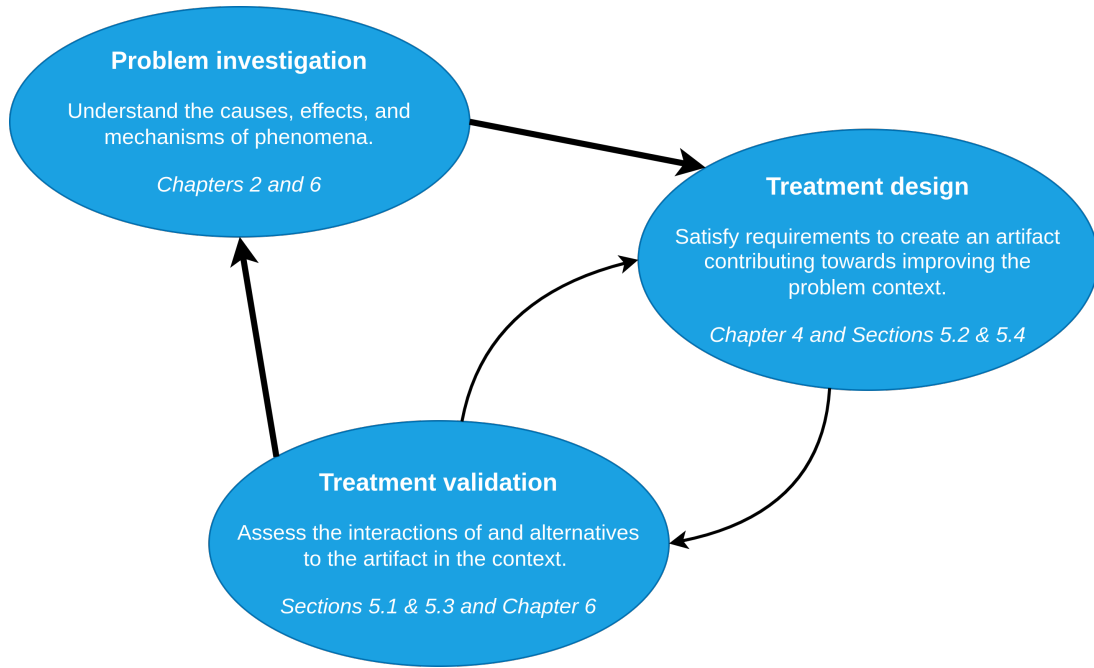 Problem investigation
Understand the causes, effects, and
mechanisms of phenomena.
Chapters 2 and 6
Treatment design
Satisfy requirements to create an artifact
contributing towards improving the
problem context.
Chapter 4 and Sections 5.2 & 5.4
Treatment validation
Assess the interactions of and alternatives
to the artifact in the context.
Sections 5.1 & 5.3 and Chapter 6